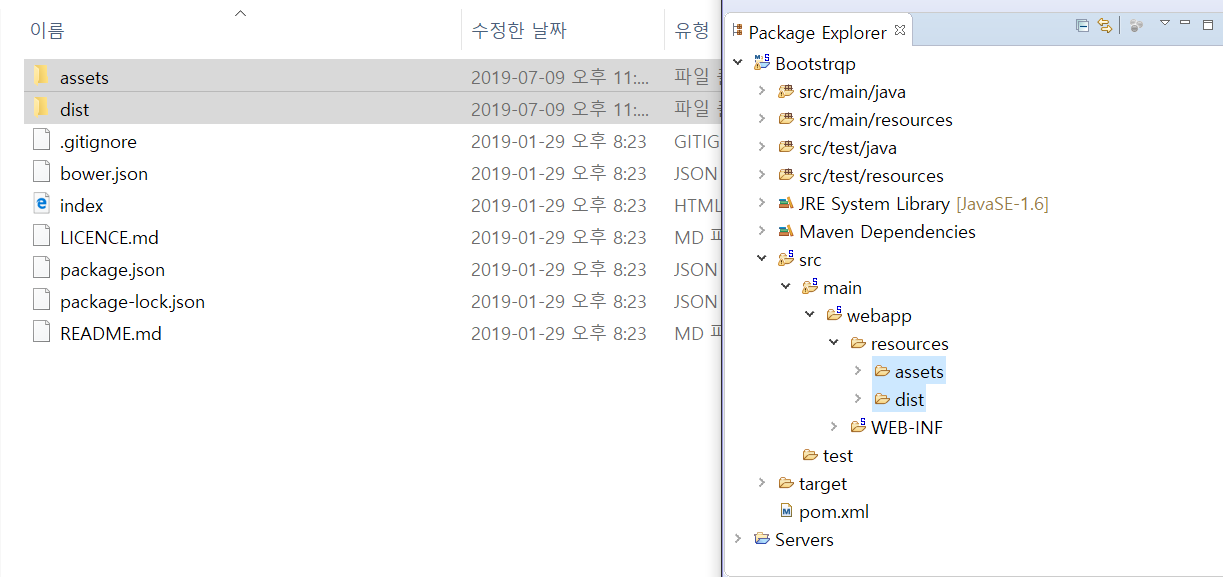 이름 수정한 날짜 유형
assets 2019-07-09 오후 11:... 파일
dist 2019-07-09 오후 11:... 파일
.gitignore 2019-01-29 오후 8:23 GITIG
bower.json 2019-01-29 오후 8:23 JSON
index 2019-01-29 오후 8:23 HTML
LICENCE.md 2019-01-29 오후 8:23 MD
package.json 2019-01-29 오후 8:23 JSON
package-lock.json 2019-01-29 오후 8:23 JSON
README.md 2019-01-29 오후 8:23 MD
Package Explorer
Bootstrqp
src/main/java
src/main/resources
src/test/java
src/test/resources
JRE System Library [JavaSE-1.6]
Maven Dependencies
src
main
webapp
resources
assets
dist
WEB-INF
test
target
pom.xml
Servers